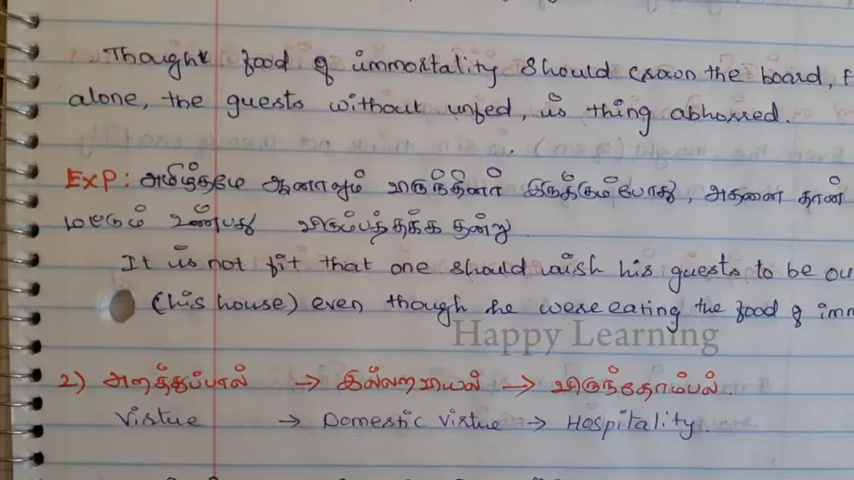 Thought food of immortality should crown the board, f
alone, the guests without unfed, is thing abhorred.
Exp: அமிழ்தமே ஆனாலும் விருந்தினர் இருக்கும்போது, அதனை தான்
மட்டும் உண்பது விரும்பத்தக்க தன்று
It is not fit that one should wish his guests to be ou
(his house) even though he were eating the food of imm
Happy Learning
2) அறத்துப்பால் → இல்லறவியல் → விருந்தோம்பல்.
Virtue → Domestic Virtue → Hospitality.